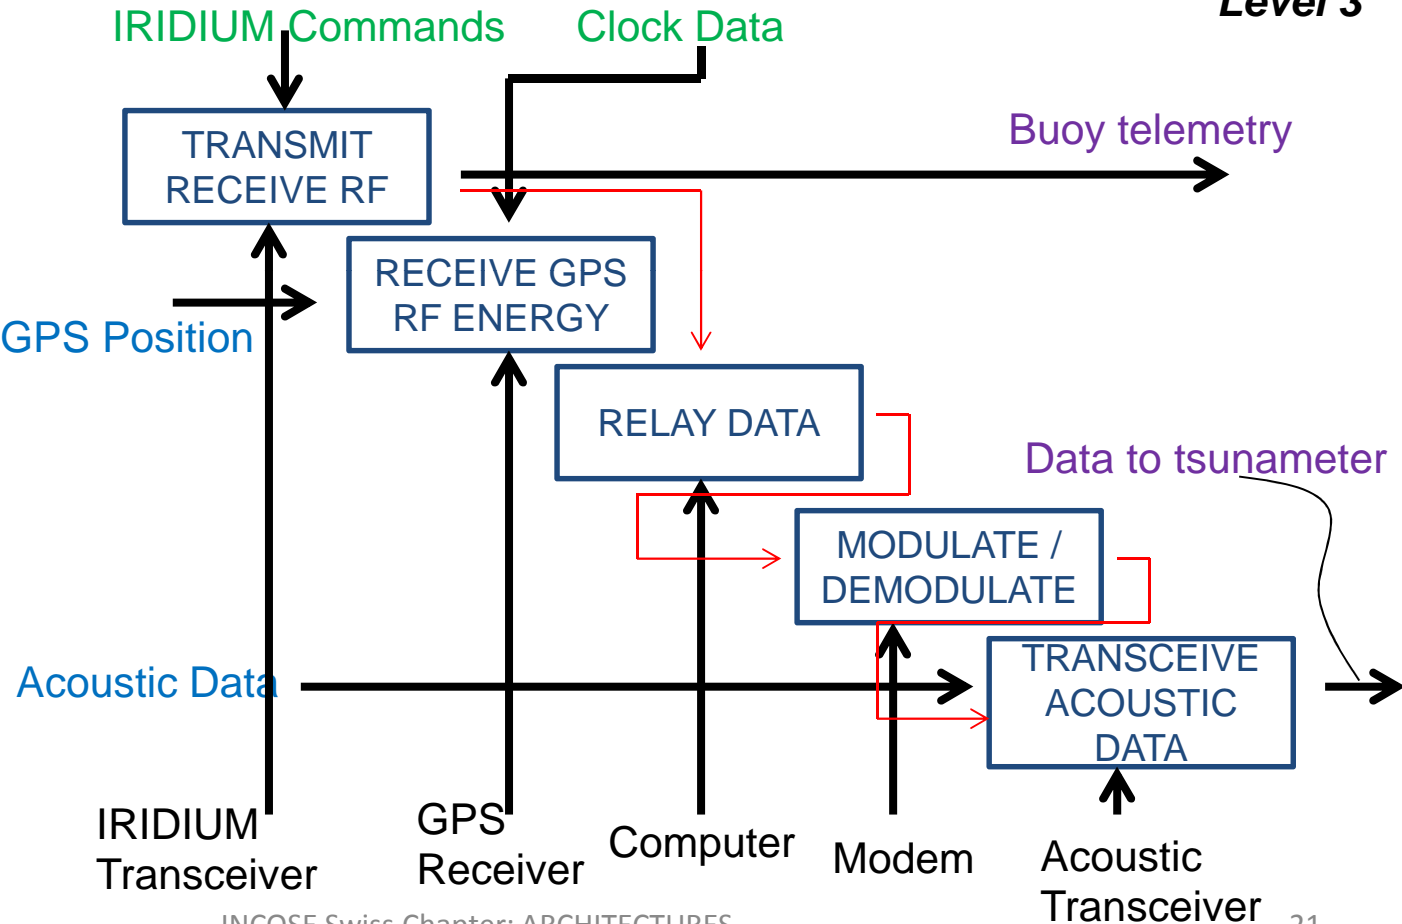 Level 3
IRIDIUM Commands
Clock Data
Buoy telemetry
TRANSMIT
RECEIVE RF
RECEIVE GPS
RF ENERGY
GPS Position
RELAY DATA
Data to tsunameter
MODULATE /
DEMODULATE
Acoustic Data
TRANSCEIVE
ACOUSTIC
DATA
IRIDIUM
Transceiver
GPS
Receiver
Computer
Modem
Acoustic
Transceiver
INCOSE Swiss Chapter: ARCHITECTURES
21